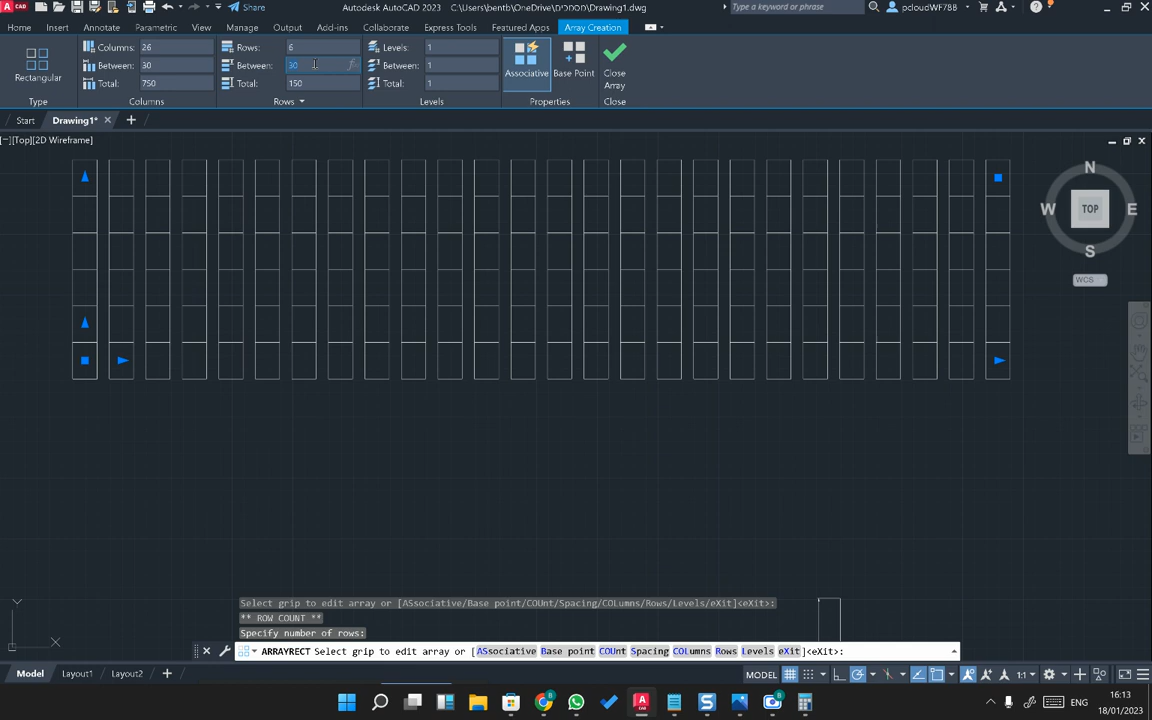 Autodesk AutoCAD 2023   C:\Users\bentb\OneDrive\מסמכים\Drawing1.dwg
Share
Type a keyword or phrase
pcloudWF78B
Home Insert Annotate Parametric View Manage Output Add-ins Collaborate Express Tools Featured Apps Array Creation
Columns: 26 Rows: 6 Levels: 1
Between: 30 Between: 30 Between: 1
Total: 750 Total: 150 Total: 1
Rectangular Associative Base Point Close Array
Type Columns Rows Levels Properties Close
Start Drawing1*
[−][Top][2D Wireframe]
N
W TOP E
S
WCS
Y
X
Select grip to edit array or [ASsociative/Base point/COUnt/Spacing/COLumns/Rows/Levels/eXit]<eXit>:
** ROW COUNT **
Specify number of rows:
ARRAYRECT Select grip to edit array or [ASsociative Base point COUnt Spacing COLumns Rows Levels eXit]<eXit>:
Model Layout1 Layout2 MODEL 1:1
ENG
16:13
18/01/2023